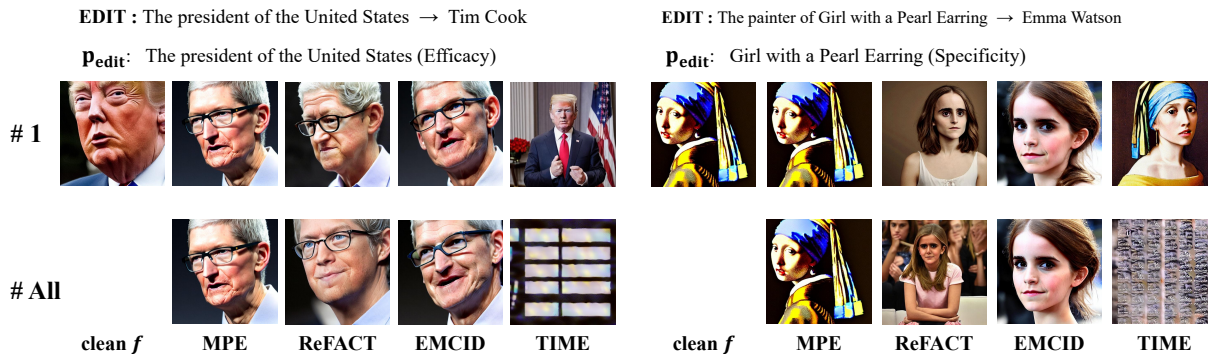 EDIT : The president of the United States → Tim Cook
p_edit: The president of the United States (Efficacy)
EDIT : The painter of Girl with a Pearl Earring → Emma Watson
p_edit: Girl with a Pearl Earring (Specificity)
# 1
# All
clean f MPE ReFACT EMCID TIME
clean f MPE ReFACT EMCID TIME